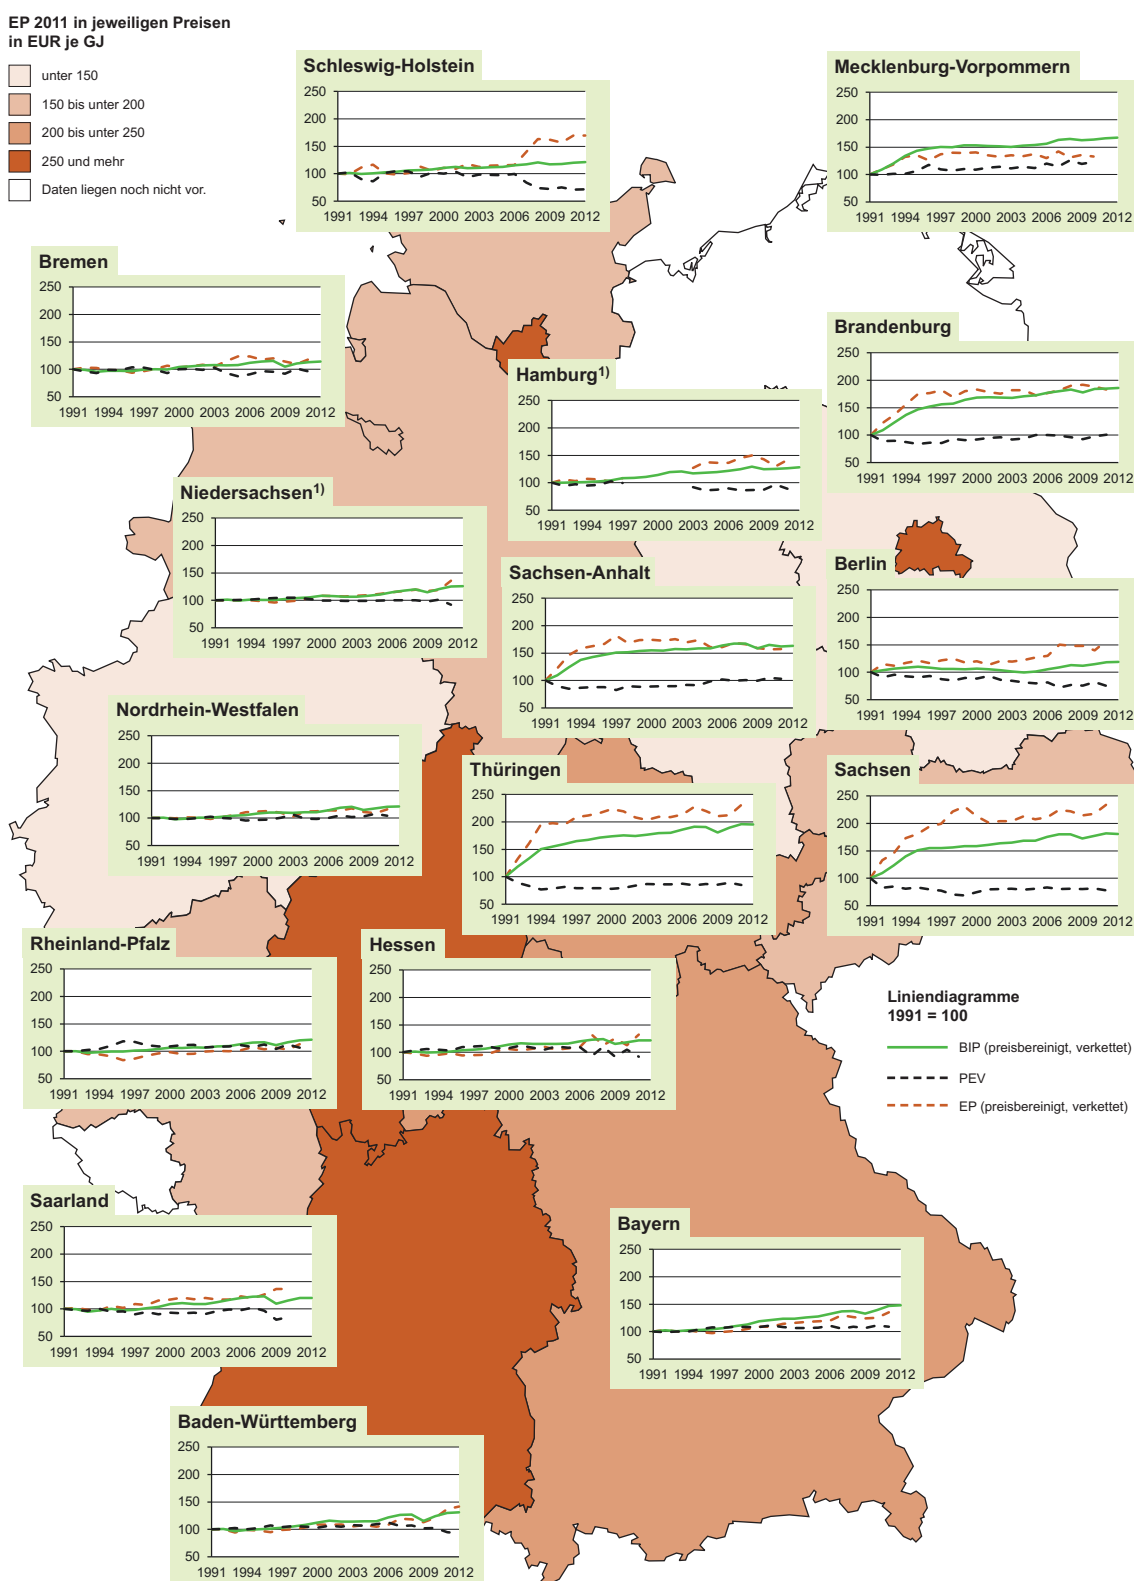 EP 2011 in jeweiligen Preisen
in EUR je GJ
unter 150
150 bis unter 200
200 bis unter 250
250 und mehr
Daten liegen noch nicht vor.
Schleswig-Holstein
250
200
150
100
50
1991 1994 1997 2000 2003 2006 2009 2012
Mecklenburg-Vorpommern
250
200
150
100
50
1991 1994 1997 2000 2003 2006 2009 2012
Bremen
250
200
150
100
50
1991 1994 1997 2000 2003 2006 2009 2012
Brandenburg
250
200
150
100
50
1991 1994 1997 2000 2003 2006 2009 2012
Hamburg1)
250
200
150
100
50
1991 1994 1997 2000 2003 2006 2009 2012
Niedersachsen1)
250
200
150
100
50
1991 1994 1997 2000 2003 2006 2009 2012
Sachsen-Anhalt
250
200
150
100
50
1991 1994 1997 2000 2003 2006 2009 2012
Berlin
250
200
150
100
50
1991 1994 1997 2000 2003 2006 2009 2012
Nordrhein-Westfalen
250
200
150
100
50
1991 1994 1997 2000 2003 2006 2009 2012
Thüringen
250
200
150
100
50
1991 1994 1997 2000 2003 2006 2009 2012
Sachsen
250
200
150
100
50
1991 1994 1997 2000 2003 2006 2009 2012
Rheinland-Pfalz
250
200
150
100
50
1991 1994 1997 2000 2003 2006 2009 2012
Hessen
250
200
150
100
50
1991 1994 1997 2000 2003 2006 2009 2012
Liniendiagramme
1991 = 100
BIP (preisbereinigt, verkettet)
PEV
EP (preisbereinigt, verkettet)
Saarland
250
200
150
100
50
1991 1994 1997 2000 2003 2006 2009 2012
Bayern
250
200
150
100
50
1991 1994 1997 2000 2003 2006 2009 2012
Baden-Württemberg
250
200
150
100
50
1991 1994 1997 2000 2003 2006 2009 2012